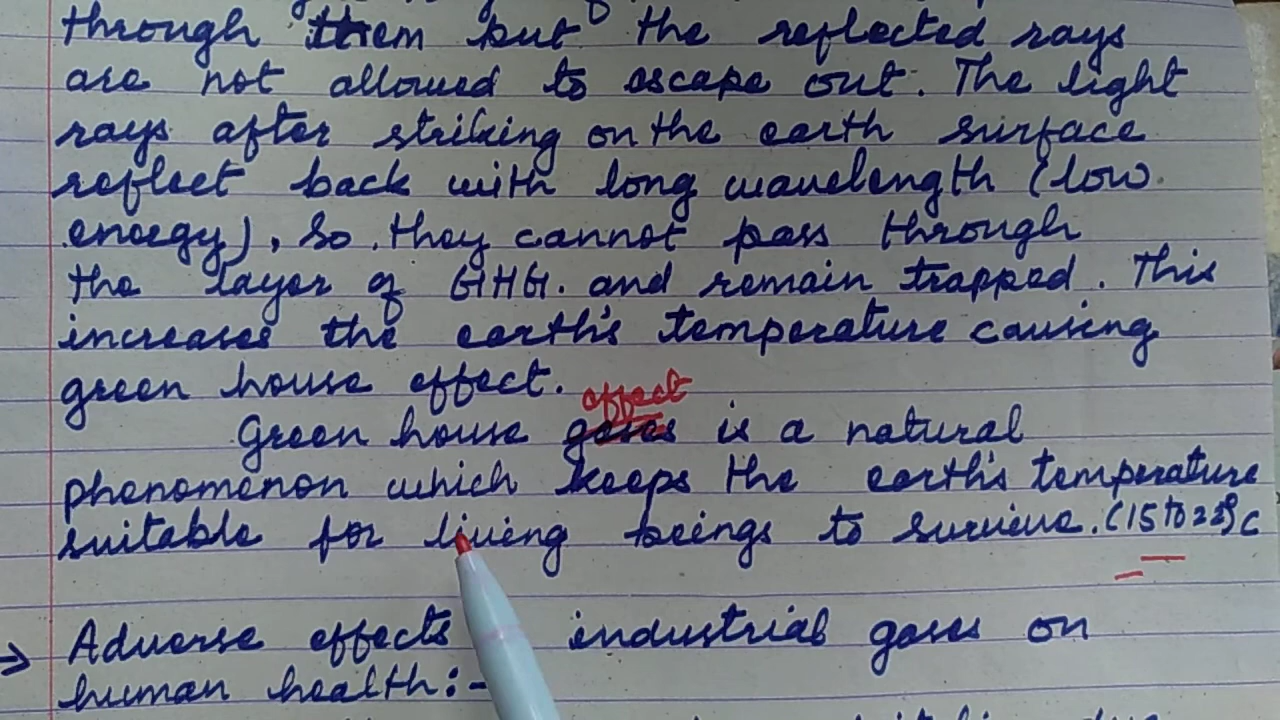 through them but the reflected rays
are not allowed to escape out. The light
rays after striking on the earth surface
reflect back with long wavelength (low
energy), so they cannot pass through
the layer of GHG. and remain trapped. This
increases the earth's temperature causing
green house effect.
effect
Green house gases is a natural
phenomenon which keeps the earth's temperature
suitable for living beings to survive. (15 to 22°C
→ Adverse effects industrial gases on
human health:-